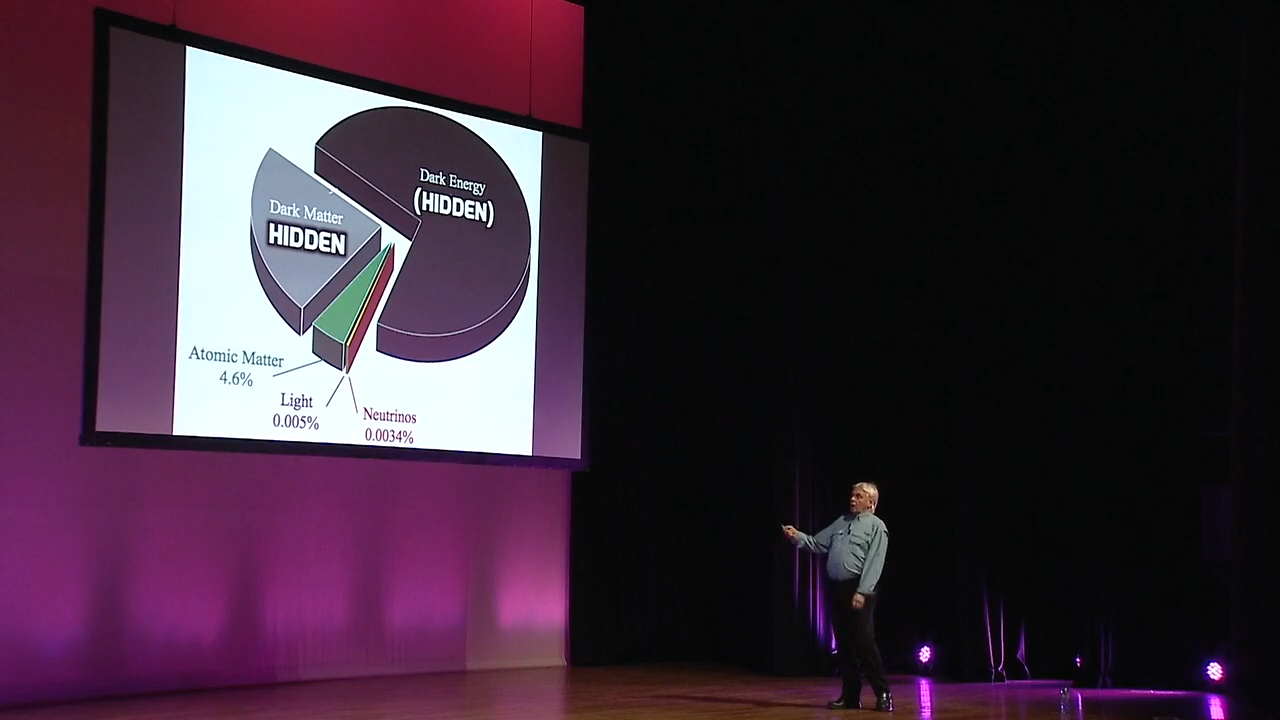 Dark Energy
(HIDDEN)
Dark Matter
HIDDEN
Atomic Matter
4.6%
Light
0.005%
Neutrinos
0.0034%